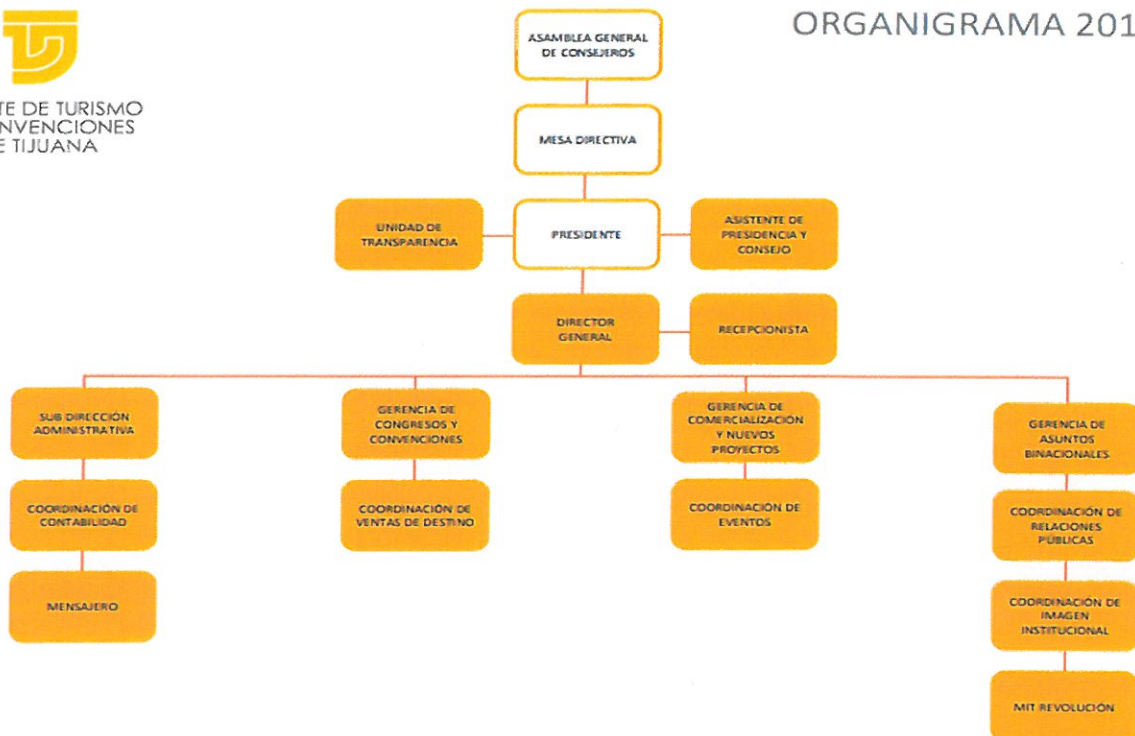 ORGANIGRAMA 201
TE DE TURISMO
NVENCIONES
E TIJUANA
ASAMBLEA GENERAL
DE CONSEJEROS
MESA DIRECTIVA
UNIDAD DE
TRANSPARENCIA
PRESIDENTE
ASISTENTE DE
PRESIDENCIA Y
CONSEJO
DIRECTOR
GENERAL
RECEPCIONISTA
SUB DIRECCIÓN
ADMINISTRATIVA
GERENCIA DE
CONGRESOS Y
CONVENCIONES
GERENCIA DE
COMERCIALIZACIÓN
Y NUEVOS
PROYECTOS
GERENCIA DE
ASUNTOS
BINACIONALES
COORDINACIÓN DE
CONTABILIDAD
COORDINACIÓN DE
VENTAS DE DESTINO
COORDINACIÓN DE
EVENTOS
COORDINACIÓN DE
RELACIONES
PÚBLICAS
MENSAJERO
COORDINACIÓN DE
IMAGEN
INSTITUCIONAL
MIT REVOLUCIÓN